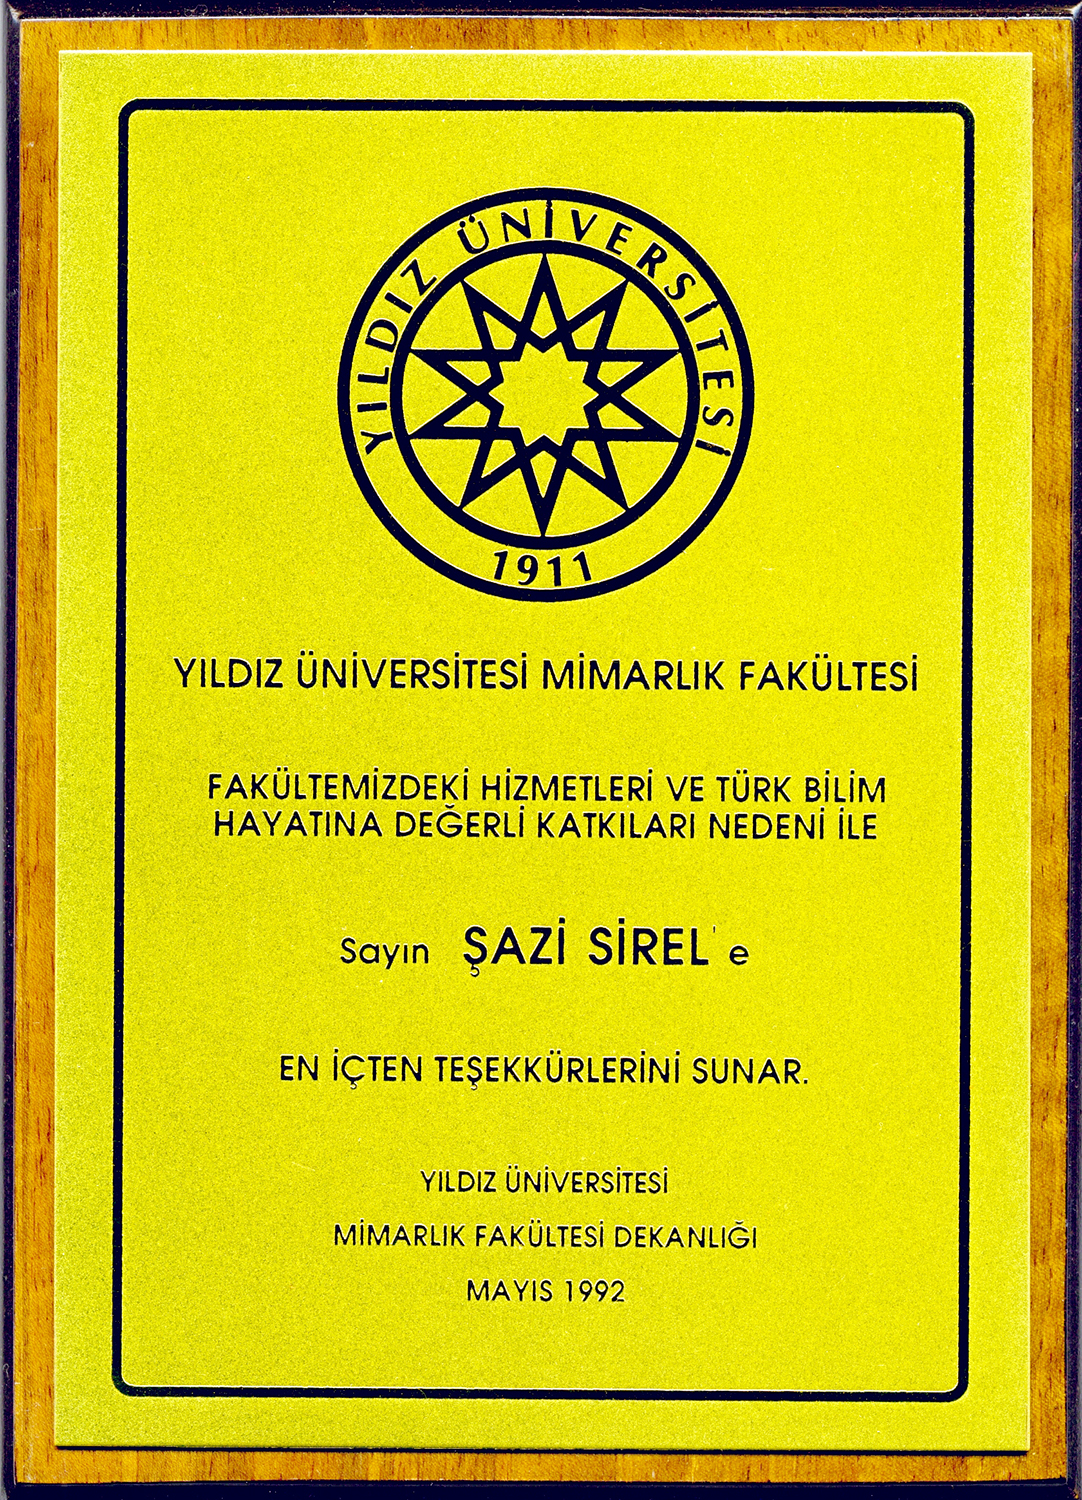 YILDIZ ÜNİVERSİTESİ
1911
YILDIZ ÜNİVERSİTESİ MİMARLIK FAKÜLTESİ
FAKÜLTEMİZDEKİ HİZMETLERİ VE TÜRK BİLİM
HAYATINA DEĞERLİ KATKILARI NEDENİ İLE
Sayın ŞAZİ SİREL'e
EN İÇTEN TEŞEKKÜRLERİNİ SUNAR.
YILDIZ ÜNİVERSİTESİ
MİMARLIK FAKÜLTESİ DEKANLIĞI
MAYIS 1992